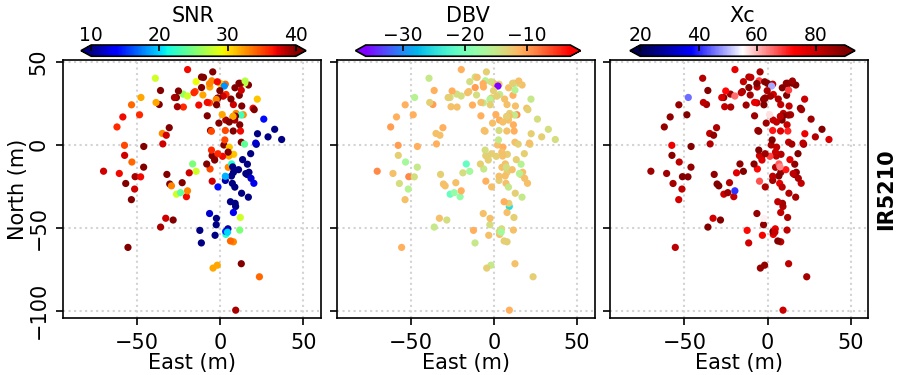 SNR DBV Xc
10 20 30 40 −30 −20 −10 20 40 60 80
50
0
−50
−100
North (m)
−50 0 50 −50 0 50 −50 0 50
East (m) East (m) East (m)
IR5210